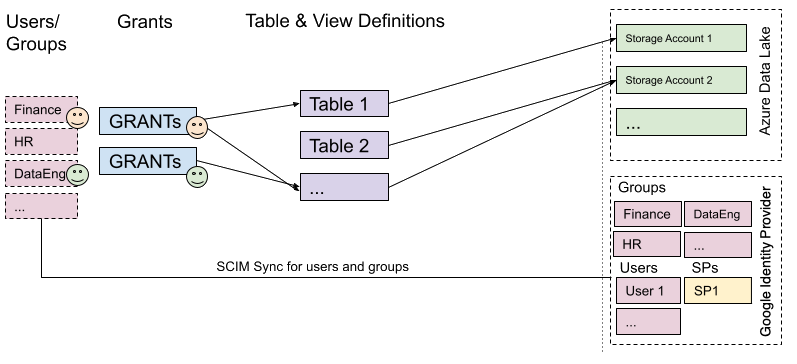 Users/
Groups
Grants
Table & View Definitions
Finance
HR
DataEng
...
GRANTs
GRANTs
Table 1
Table 2
...
Storage Account 1
Storage Account 2
...
Azure Data Lake
SCIM Sync for users and groups
Groups
Finance
DataEng
HR
...
Users
SPs
User 1
SP1
...
Google Identity Provider